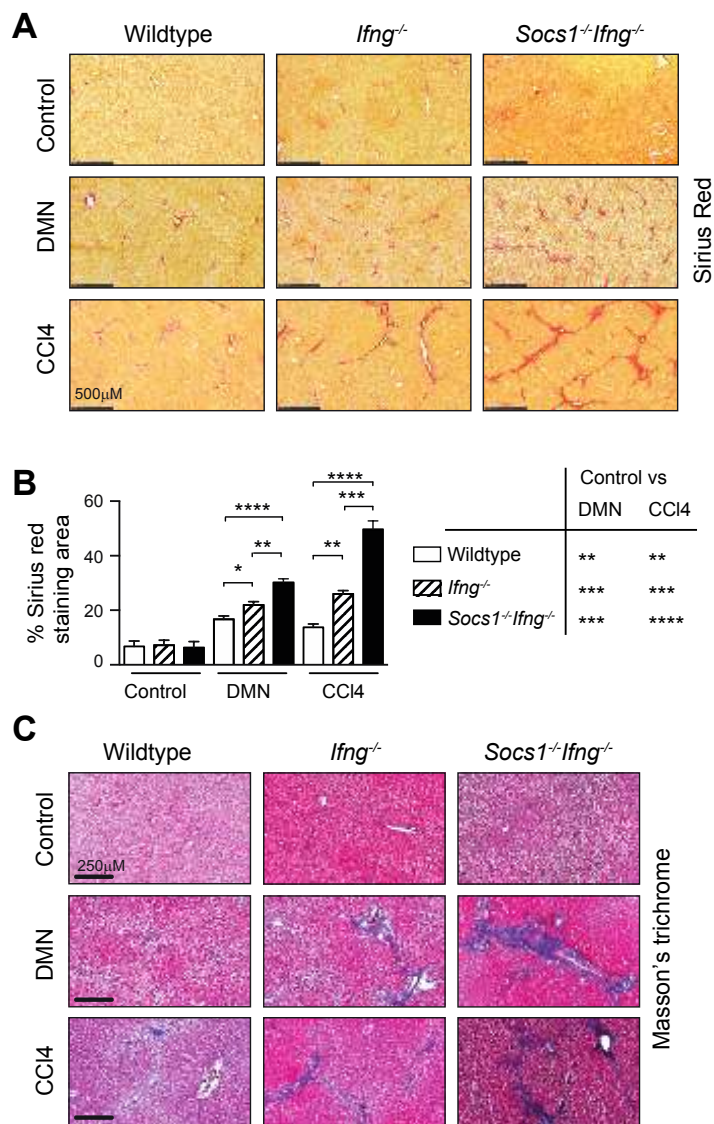 A
Wildtype Ifng-/- Socs1-/-Ifng-/-
Control
DMN
CCl4
500µM
Sirius Red
B
% Sirius red
staining area
60
40
20
0
****
**
*
****
***
**
Control DMN CCl4
Control vs
DMN CCl4
Wildtype ** **
Ifng-/- *** ***
Socs1-/-Ifng-/- *** ****
C
Wildtype Ifng-/- Socs1-/-Ifng-/-
Control
250µM
DMN
CCl4
Masson's trichrome